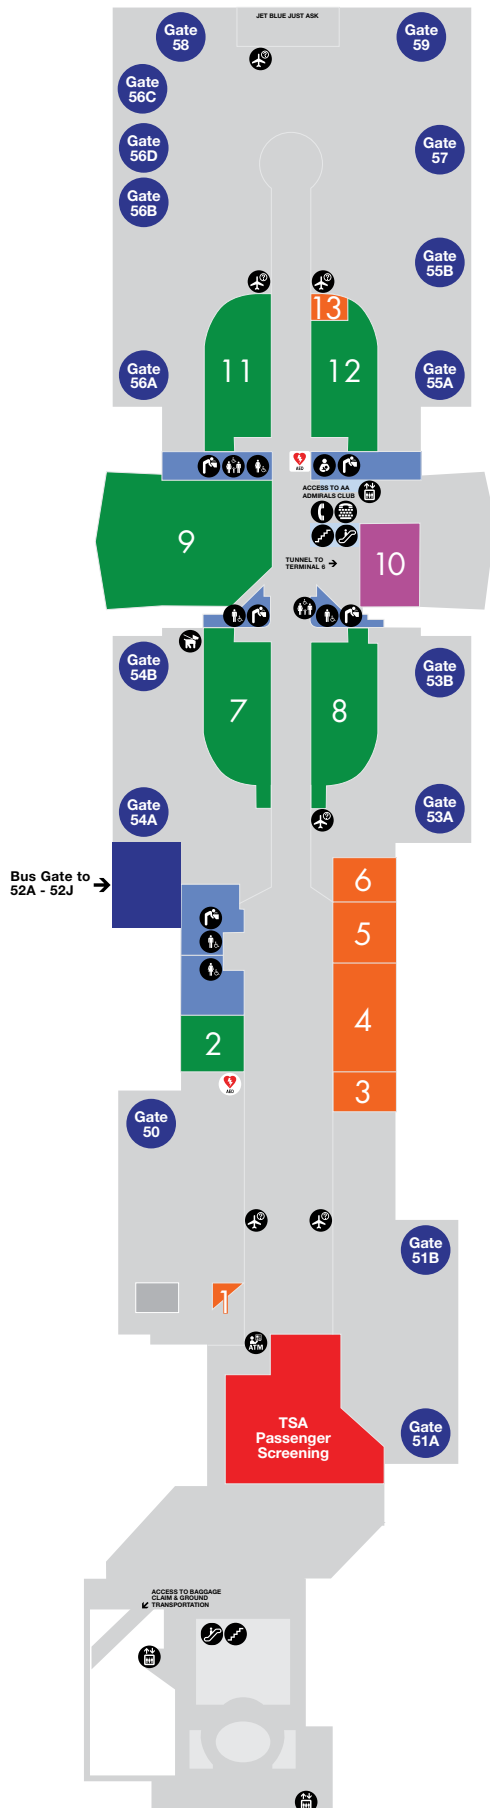 JET BLUE JUST ASK
Gate
58
Gate
59
Gate
56C
Gate
56D
Gate
57
Gate
56B
Gate
55B
13
11
12
Gate
56A
Gate
55A
AED
ACCESS TO AA
ADMIRALS CLUB
9
TUNNEL TO
TERMINAL 6
10
Gate
54B
Gate
53B
7
8
Gate
54A
Gate
53A
Bus Gate to
52A - 52J
6
5
4
2
3
AED
Gate
50
Gate
51B
1
ATM
TSA
Passenger
Screening
Gate
51A
ACCESS TO BAGGAGE
CLAIM & GROUND
TRANSPORTATION